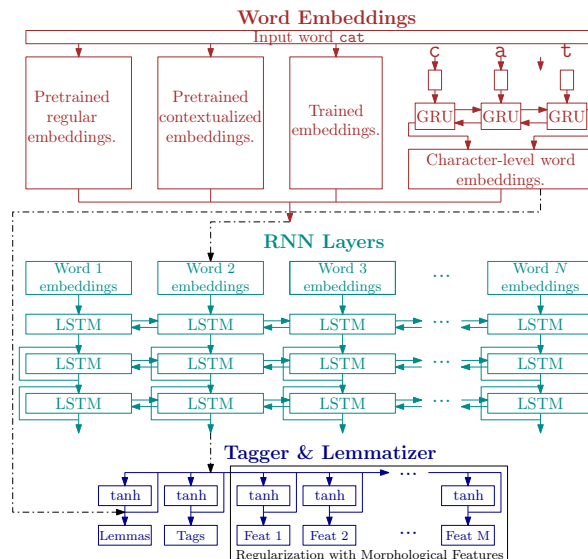 Word Embeddings
Input word cat
Pretrained
regular
embeddings.
Pretrained
contextualized
embeddings.
Trained
embeddings.
c a t
GRU GRU GRU
Character-level word
embeddings.
RNN Layers
Word 1
embeddings
Word 2
embeddings
Word 3
embeddings
...
Word N
embeddings
LSTM LSTM LSTM ... LSTM
LSTM LSTM LSTM ... LSTM
LSTM LSTM LSTM ... LSTM
Tagger & Lemmatizer
...
tanh tanh tanh tanh tanh
Lemmas Tags Feat 1 Feat 2 ... Feat M
Regularization with Morphological Features